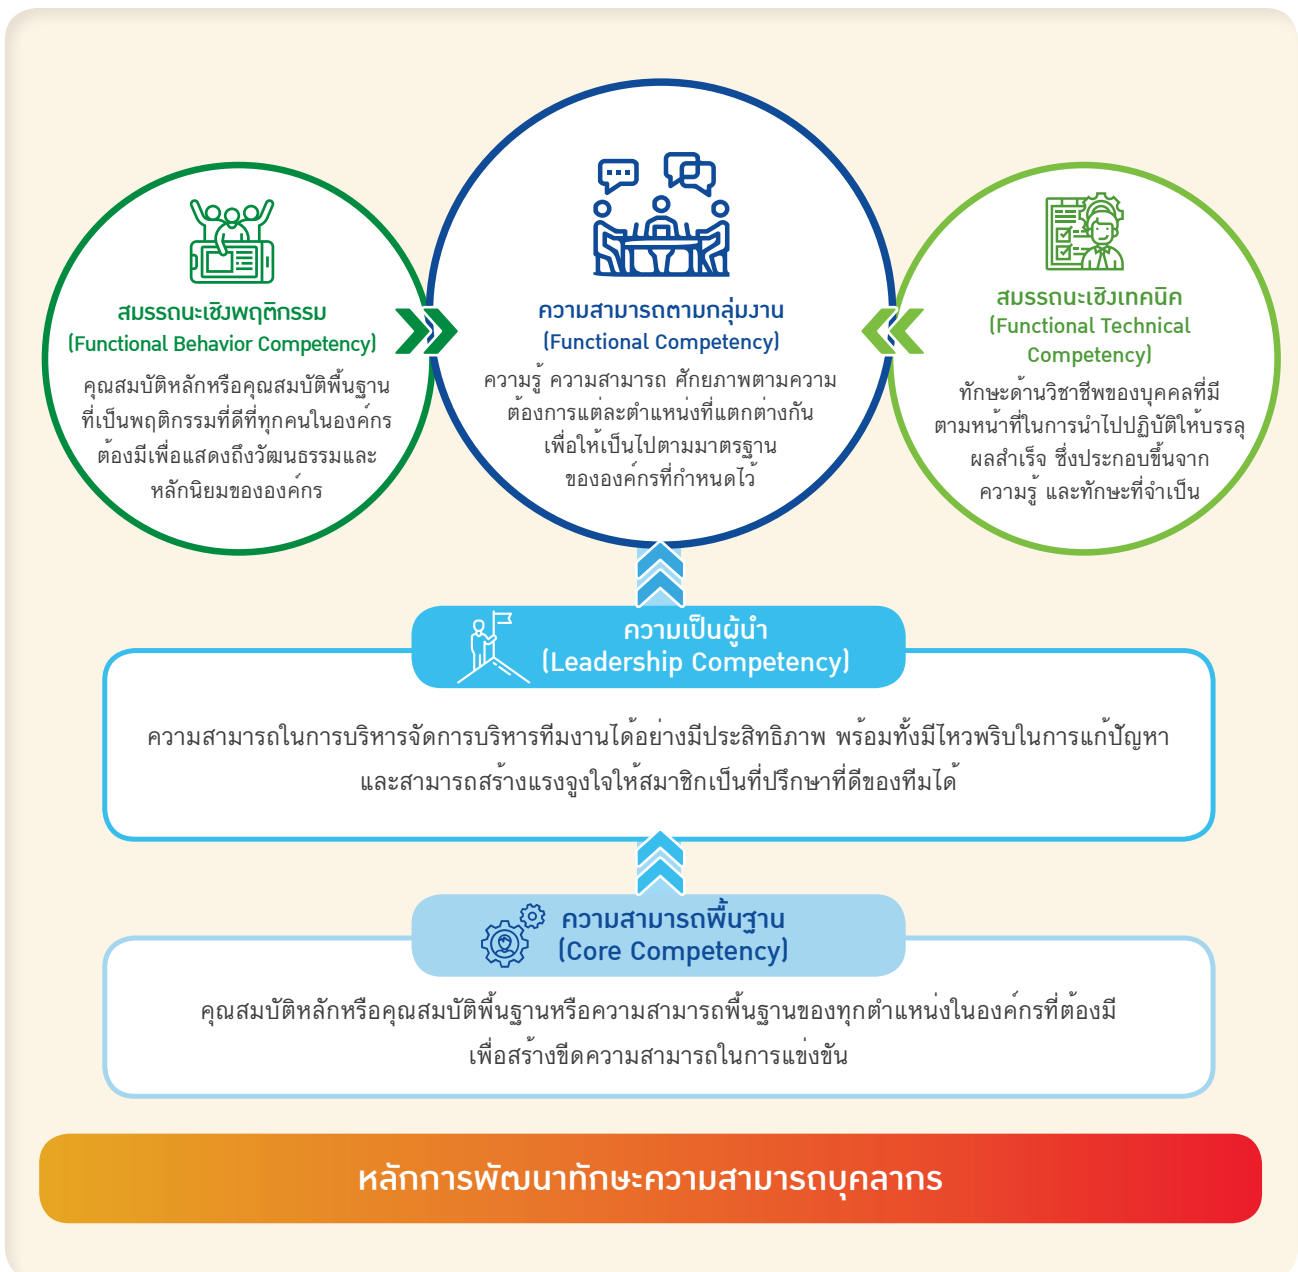 สมรรถนะเชิงพฤติกรรม
(Functional Behavior Competency)
คุณสมบัติหลักหรือคุณสมบัติพื้นฐาน
ที่เป็นพฤติกรรมที่ดีที่ทุกคนในองค์กร
ต้องมีเพื่อแสดงถึงวัฒนธรรมและ
หลักนิยมขององค์กร
ความสามารถตามกลุ่มงาน
(Functional Competency)
ความรู้ ความสามารถ ศักยภาพตามความ
ต้องการแต่ละตำแหน่งที่แตกต่างกัน
เพื่อให้เป็นไปตามมาตรฐาน
ขององค์กรที่กำหนดไว้
สมรรถนะเชิงเทคนิค
(Functional Technical
Competency)
ทักษะด้านวิชาชีพของบุคคลที่มี
ตามหน้าที่ในการนำไปปฏิบัติให้บรรลุ
ผลสำเร็จ ซึ่งประกอบขึ้นจาก
ความรู้ และทักษะที่จำเป็น
ความเป็นผู้นำ
(Leadership Competency)
ความสามารถในการบริหารจัดการบริหารทีมงานได้อย่างมีประสิทธิภาพ พร้อมทั้งมีไหวพริบในการแก้ปัญหา
และสามารถสร้างแรงจูงใจให้สมาชิกเป็นที่ปรึกษาที่ดีของทีมได้
ความสามารถพื้นฐาน
(Core Competency)
คุณสมบัติหลักหรือคุณสมบัติพื้นฐานหรือความสามารถพื้นฐานของทุกตำแหน่งในองค์กรที่ต้องมี
เพื่อสร้างขีดความสามารถในการแข่งขัน
หลักการพัฒนาทักษะความสามารถบุคลากร